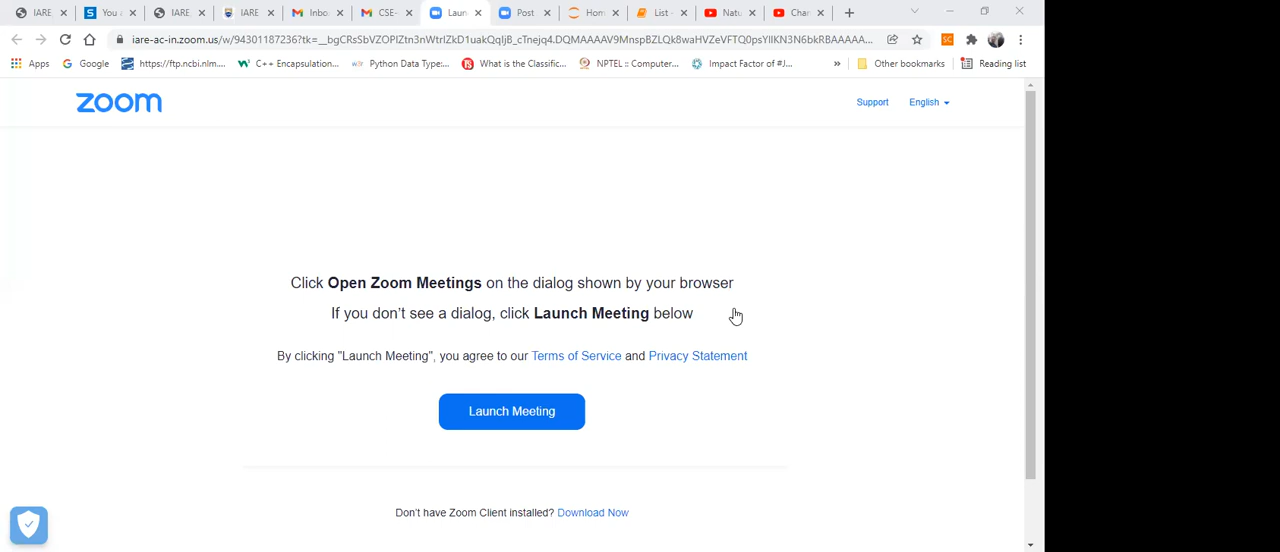 IARE
You
IARE
IARE
Inbo
CSE-
Laun
Post
Hom
List -
Natu
Chan
iare-ac-in.zoom.us/w/94301187236?tk=
Apps
Google
https://ftp.ncbi.nlm....
C++ Encapsulation...
Python Data Type:...
What is the Classific...
NPTEL :: Computer...
Impact Factor of #J...
»
Other bookmarks
Reading list
zoom
Support
English
Click Open Zoom Meetings on the dialog shown by your browser
If you don't see a dialog, click Launch Meeting below
By clicking "Launch Meeting", you agree to our Terms of Service and Privacy Statement
Launch Meeting
Don't have Zoom Client installed? Download Now